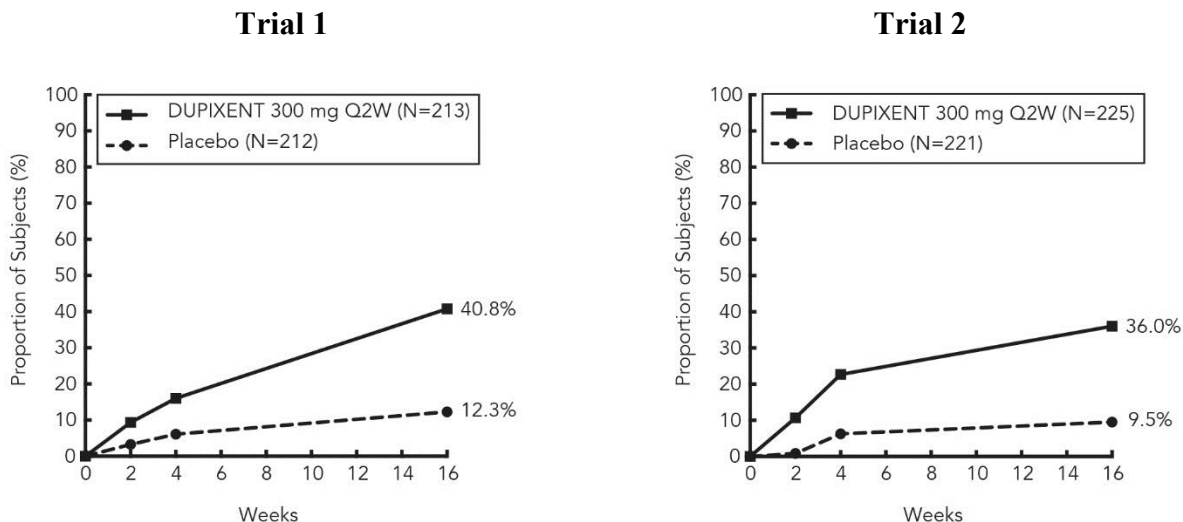 Trial 1
DUPIXENT 300 mg Q2W (N=213)
Placebo (N=212)
Proportion of Subjects (%)
100
90
80
70
60
50
40
30
20
10
0
40.8%
12.3%
0 2 4 6 8 10 12 14 16
Weeks
Trial 2
DUPIXENT 300 mg Q2W (N=225)
Placebo (N=221)
Proportion of Subjects (%)
100
90
80
70
60
50
40
30
20
10
0
36.0%
9.5%
0 2 4 6 8 10 12 14 16
Weeks